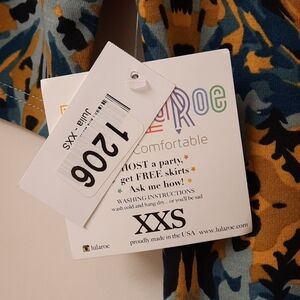 Roe
Comfortable
HOST a party,
get FREE skirts
Ask me how!
WASHING INSTRUCTIONS
wash cold and hang dry... or you'll be sad
XXS
proudly made in the USA www.lularoe.com
lularoe
Julia - XXS
1206